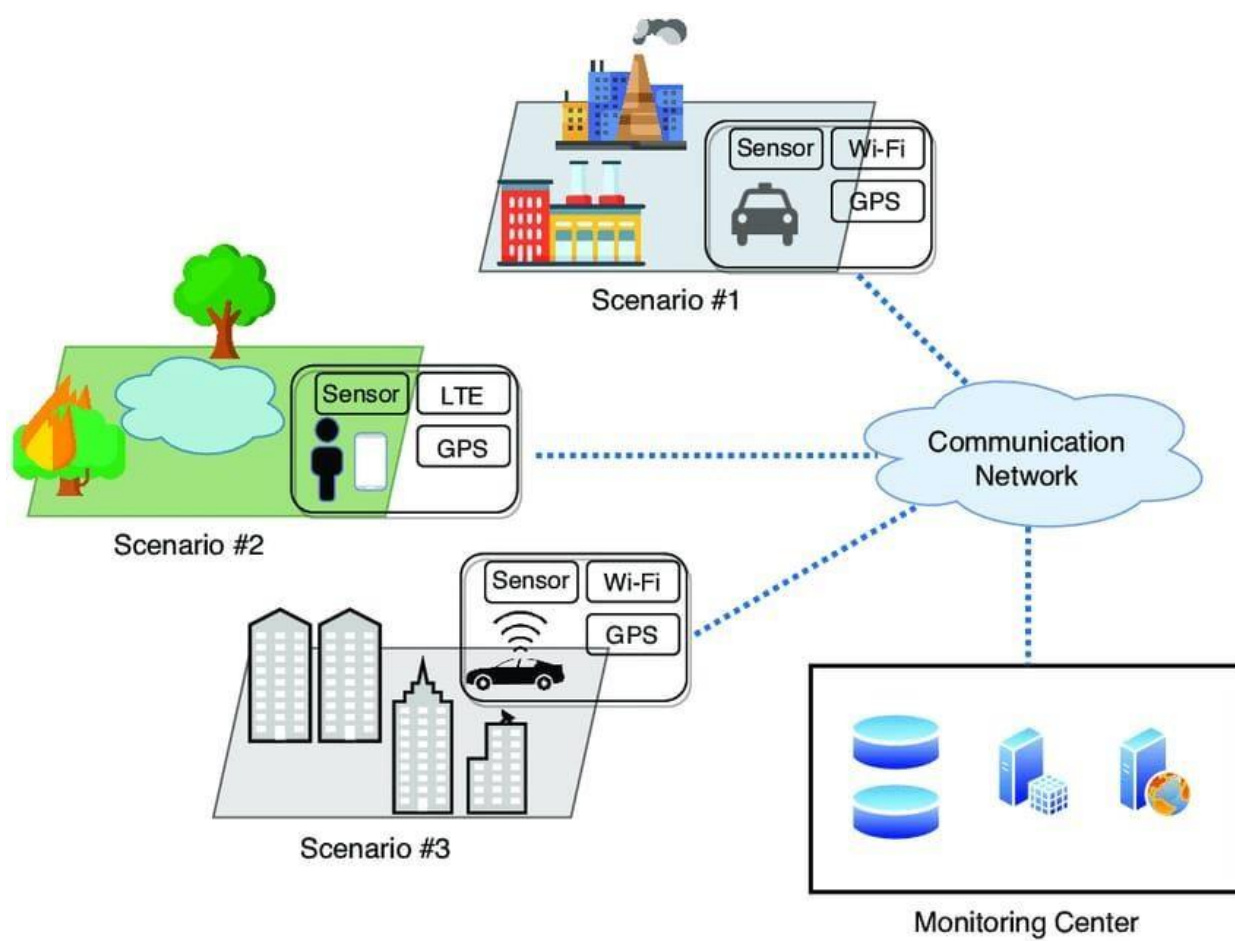 Sensor
Wi-Fi
GPS
Scenario #1
Sensor
LTE
GPS
Scenario #2
Communication
Network
Sensor
Wi-Fi
GPS
Scenario #3
Monitoring Center